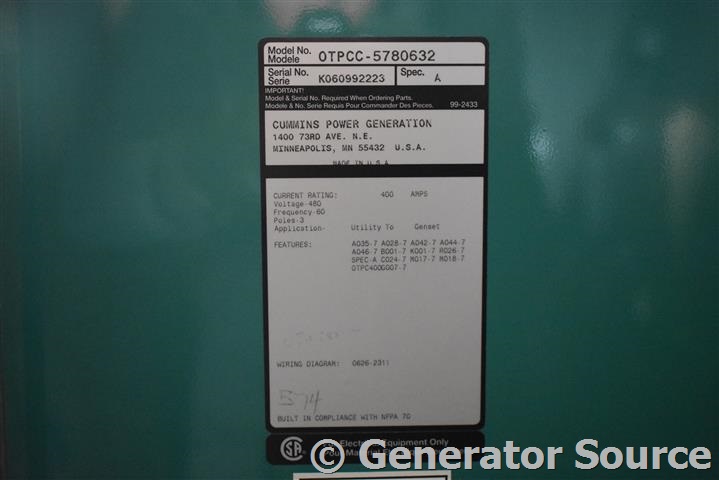 Model No. OTPCC-5780632
Modele
Serial No. K060992223 Spec. A
Serie
IMPORTANT!
Model & Serial No. Required When Ordering Parts.
Modele & No. Serie Requis Pour Commander Des Pieces. 99-2433
CUMMINS POWER GENERATION
1400 73RD AVE. N.E.
MINNEAPOLIS, MN 55432 U.S.A.
MADE IN U.S.A
CURRENT RATING: 400 AMPS
Voltage-480
Frequency-60
Poles-3
Application- Utility To Genset
FEATURES: A035-7 A028-7 A042-7 A044-7
A046-7 B001-7 K001-7 R026-7
SPEC-A C024-7 M017-7 M018-7
OTPC400GG07-7
WIRING DIAGRAM: 0626-2311
574
BUILT IN COMPLIANCE WITH NFPA 70
Equipment Only
© Generator Source